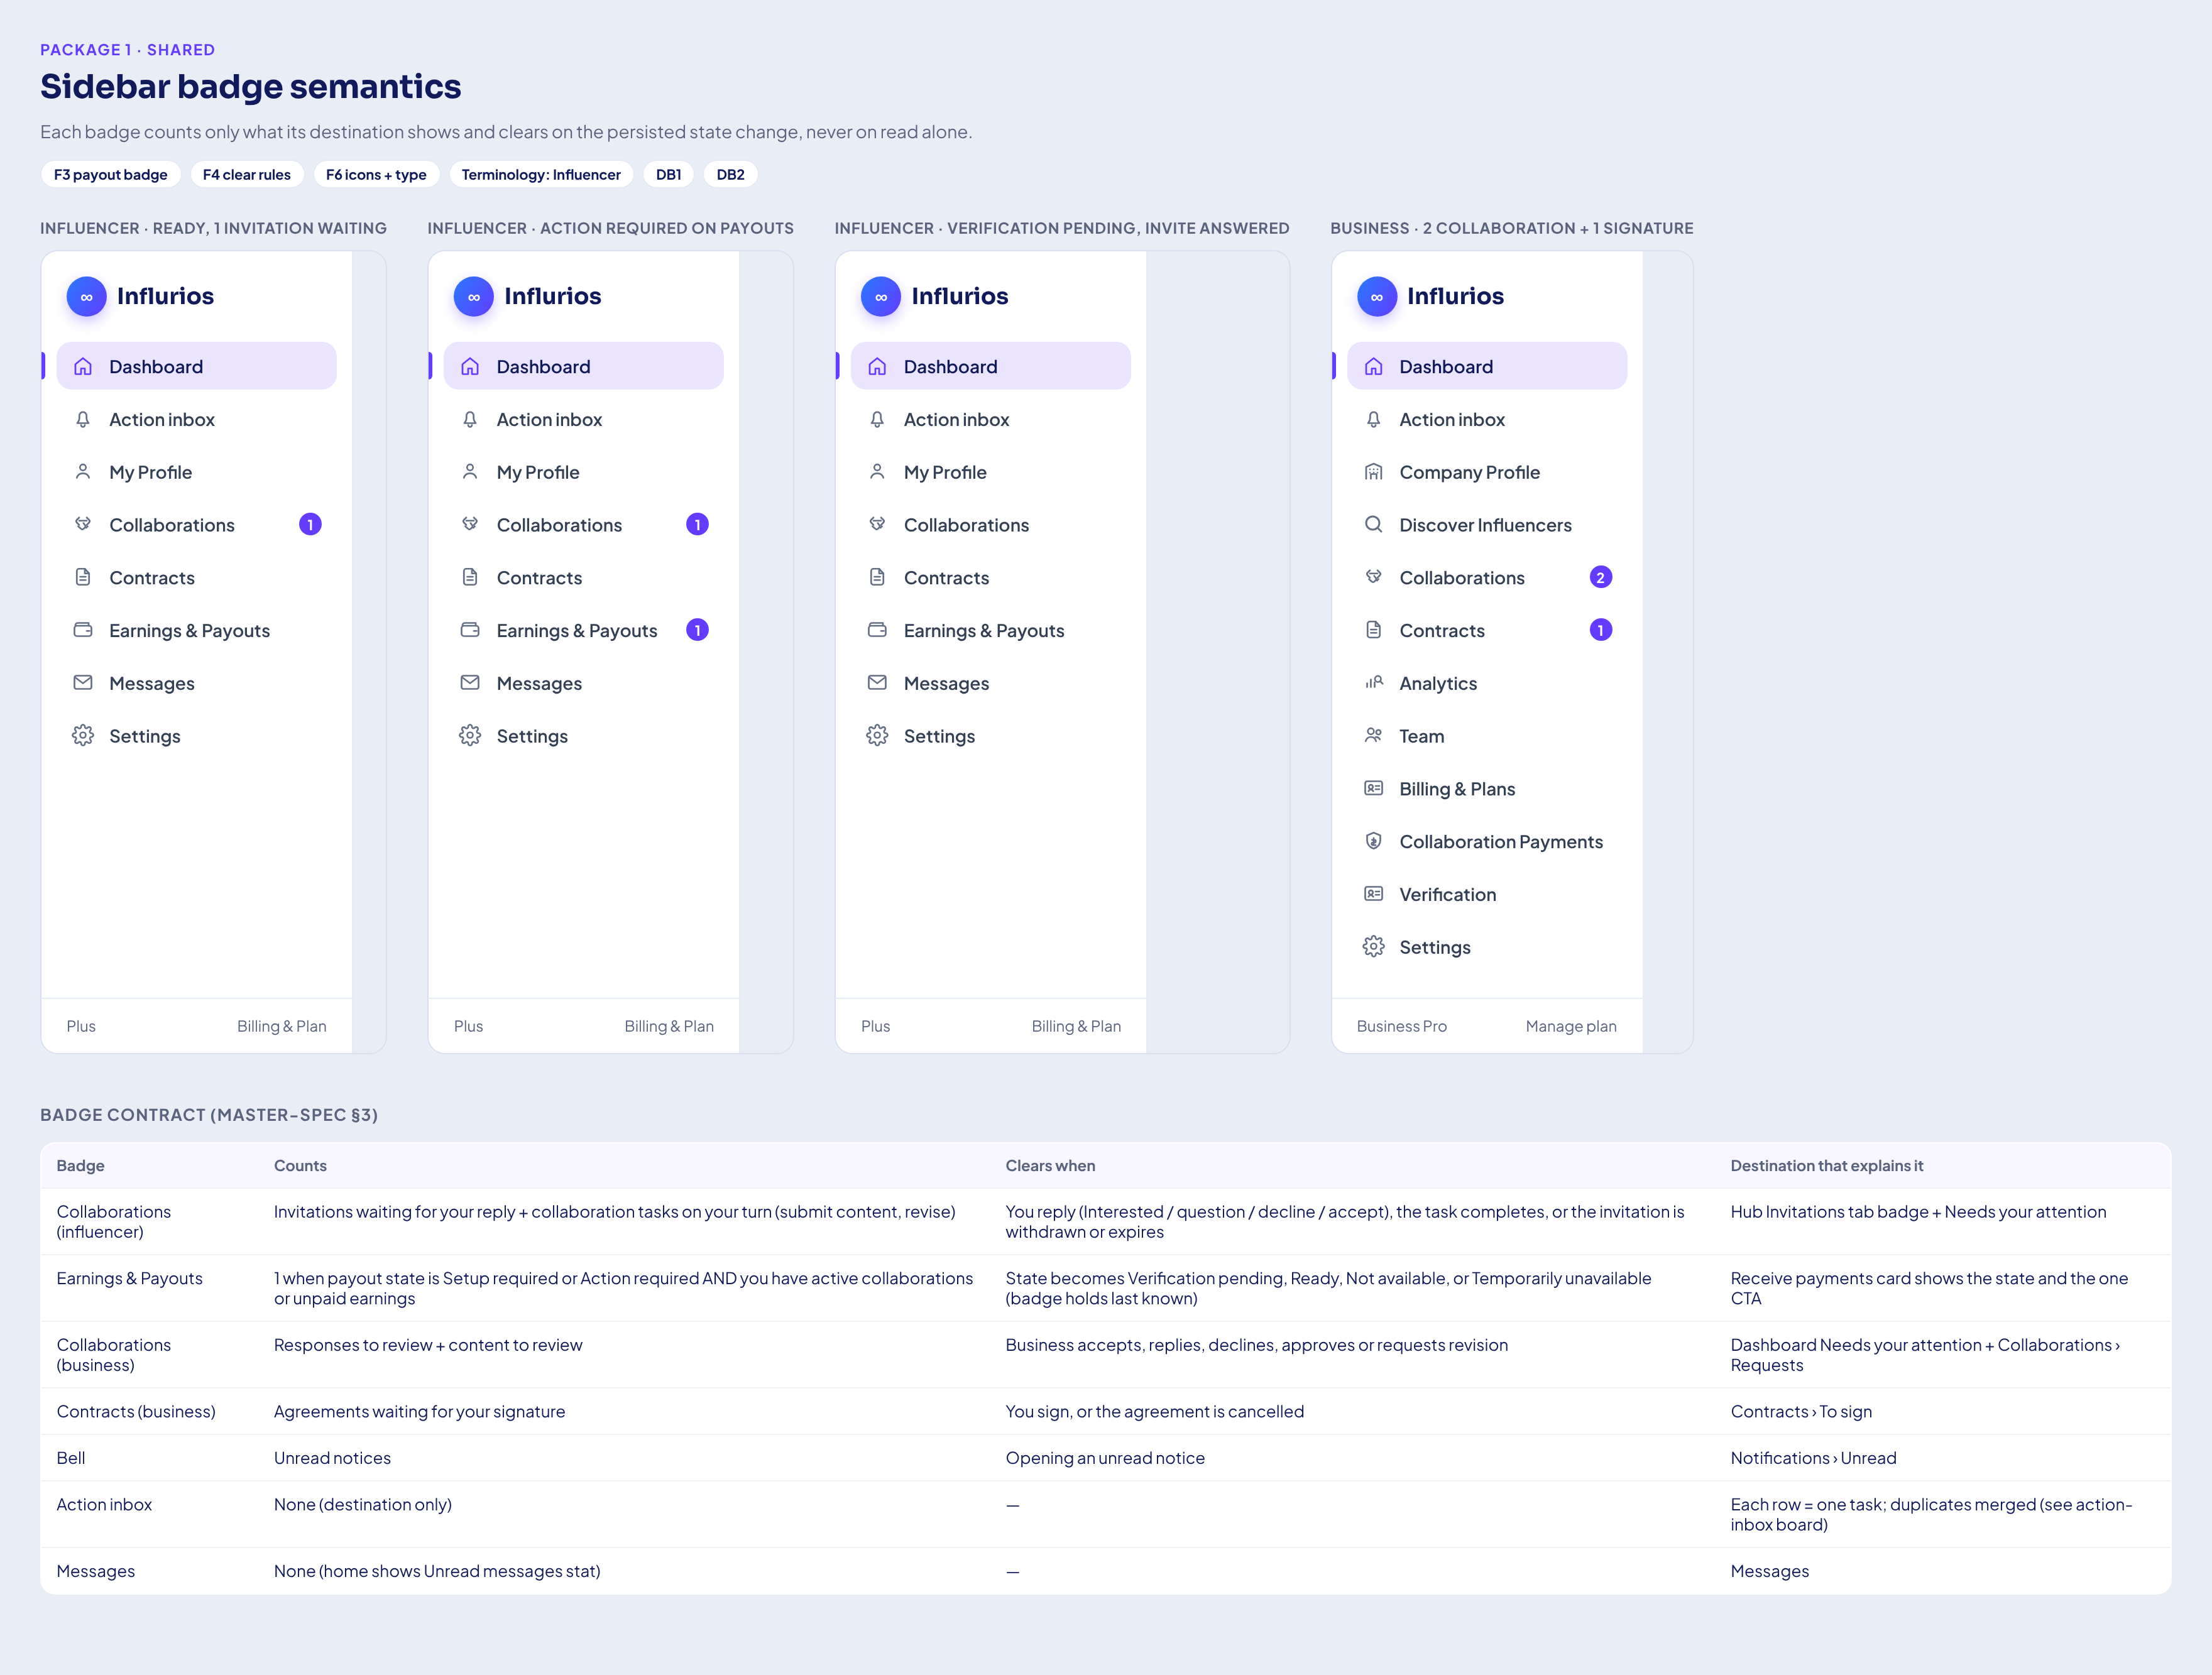 PACKAGE 1 · SHARED
Sidebar badge semantics
Each badge counts only what its destination shows and clears on the persisted state change, never on read alone.
F3 payout badge
F4 clear rules
F6 icons + type
Terminology: Influencer
DB1
DB2
INFLUENCER · READY, 1 INVITATION WAITING
∞ Influrios
Dashboard
Action inbox
My Profile
Collaborations 1
Contracts
Earnings & Payouts
Messages
Settings
Plus Billing & Plan
INFLUENCER · ACTION REQUIRED ON PAYOUTS
∞ Influrios
Dashboard
Action inbox
My Profile
Collaborations 1
Contracts
Earnings & Payouts 1
Messages
Settings
Plus Billing & Plan
INFLUENCER · VERIFICATION PENDING, INVITE ANSWERED
∞ Influrios
Dashboard
Action inbox
My Profile
Collaborations
Contracts
Earnings & Payouts
Messages
Settings
Plus Billing & Plan
BUSINESS · 2 COLLABORATION + 1 SIGNATURE
∞ Influrios
Dashboard
Action inbox
Company Profile
Discover Influencers
Collaborations 2
Contracts 1
Analytics
Team
Billing & Plans
Collaboration Payments
Verification
Settings
Business Pro Manage plan
BADGE CONTRACT (MASTER-SPEC §3)
Badge
Counts
Clears when
Destination that explains it
Collaborations
(influencer)
Invitations waiting for your reply + collaboration tasks on your turn (submit content, revise)
You reply (Interested / question / decline / accept), the task completes, or the invitation is
withdrawn or expires
Hub Invitations tab badge + Needs your attention
Earnings & Payouts
1 when payout state is Setup required or Action required AND you have active collaborations
or unpaid earnings
State becomes Verification pending, Ready, Not available, or Temporarily unavailable
(badge holds last known)
Receive payments card shows the state and the one
CTA
Collaborations
(business)
Responses to review + content to review
Business accepts, replies, declines, approves or requests revision
Dashboard Needs your attention + Collaborations ›
Requests
Contracts (business)
Agreements waiting for your signature
You sign, or the agreement is cancelled
Contracts › To sign
Bell
Unread notices
Opening an unread notice
Notifications › Unread
Action inbox
None (destination only)
—
Each row = one task; duplicates merged (see action-
inbox board)
Messages
None (home shows Unread messages stat)
—
Messages